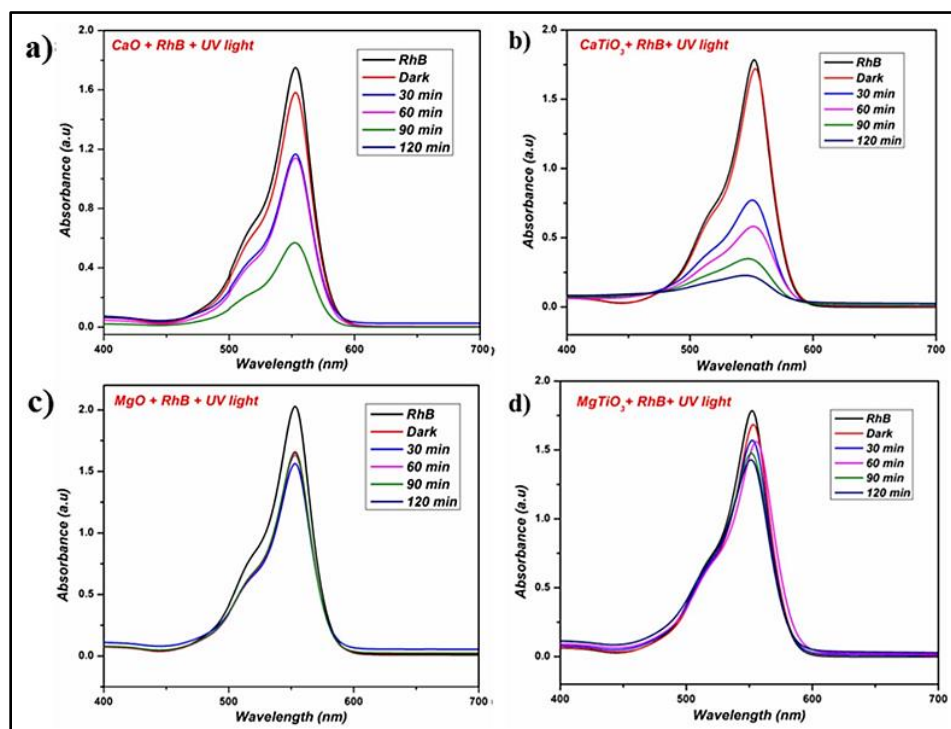 a)
CaO + RhB + UV light
RhB
Dark
30 min
60 min
90 min
120 min
2.0
1.6
1.2
0.8
0.4
0.0
Absorbance (a.u)
400
500
600
700
Wavelength (nm)
b)
CaTiO3+ RhB+ UV light
RhB
Dark
30 min
60 min
90 min
120 min
2.0
1.5
1.0
0.5
0.0
Absorbance (a.u)
400
500
600
700
Wavelength (nm)
)
c)
MgO + RhB + UV light
RhB
Dark
30 min
60 min
90 min
120 min
2.0
1.5
1.0
0.5
0.0
Absorbance (a.u)
400
500
600
700
Wavelength (nm)
d)
MgTiO3+ RhB+ UV light
RhB
Dark
30 min
60 min
90 min
120 min
2.0
1.5
1.0
0.5
0.0
Absorbance (a.u)
400
500
600
700
Wavelength (nm)